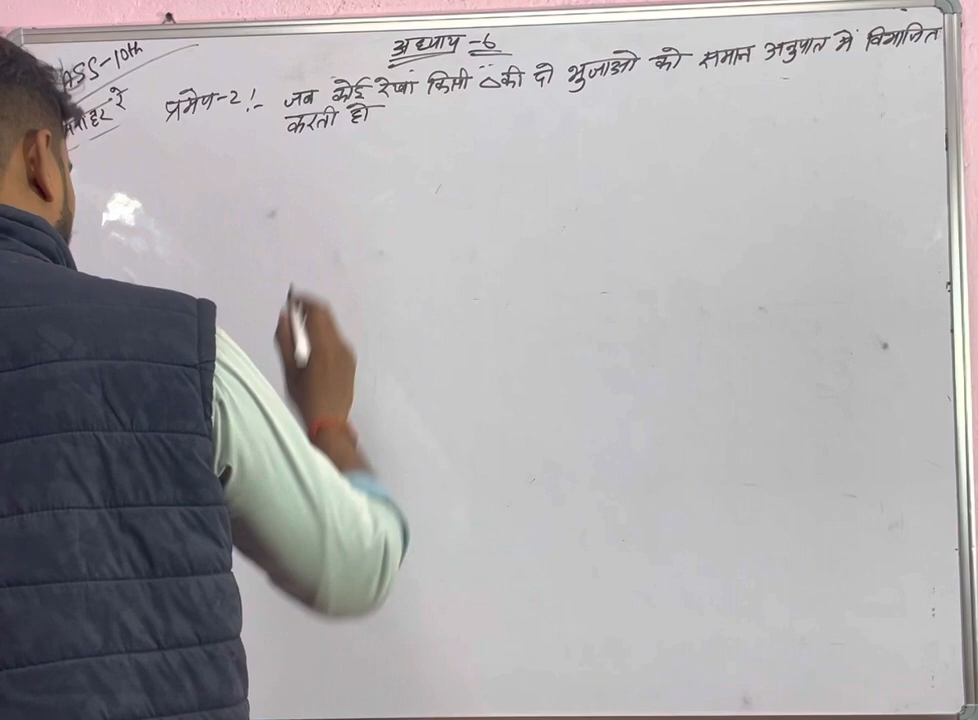 अध्याय-6
ASS-10th
प्रमेय-2!- जब कोई रेखा किसी △ की दो भुजाओ को समान अनुपात में विभाजित
करती हो